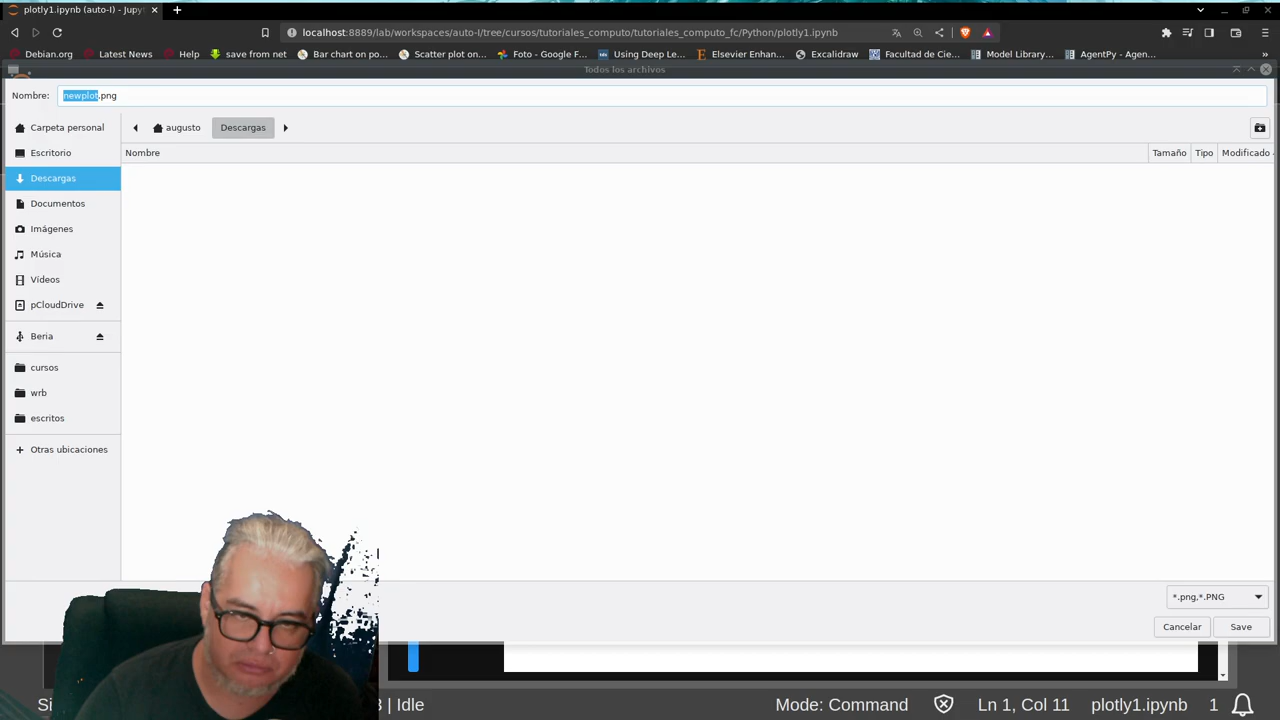 plotly1.ipynb (auto-I) - Jupyt
localhost:8889/lab/workspaces/auto-I/tree/cursos/tutoriales_computo/tutoriales_computo_fc/Python/plotly1.ipynb
Debian.org Latest News Help save from net Bar chart on po... Scatter plot on... Foto - Google F... Using Deep Le... Elsevier Enhan... Excalidraw Facultad de Cie... Model Library... AgentPy - Agen...
Todos los archivos
Nombre: newplot.png
Carpeta personal
augusto Descargas
Escritorio
Nombre Tamaño Tipo Modificado
Descargas
Documentos
Imágenes
Música
Vídeos
pCloudDrive
Beria
cursos
wrb
escritos
Otras ubicaciones
*.png,*.PNG
Cancelar Save
Si | Idle Mode: Command Ln 1, Col 11 plotly1.ipynb 1